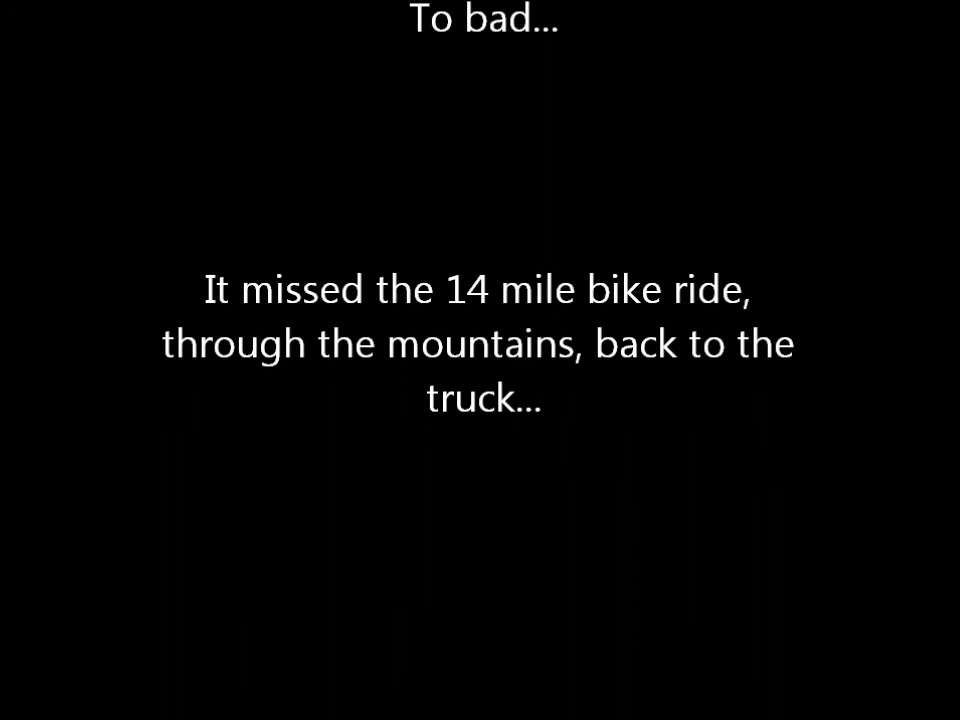 To bad...
It missed the 14 mile bike ride,
through the mountains, back to the
truck...